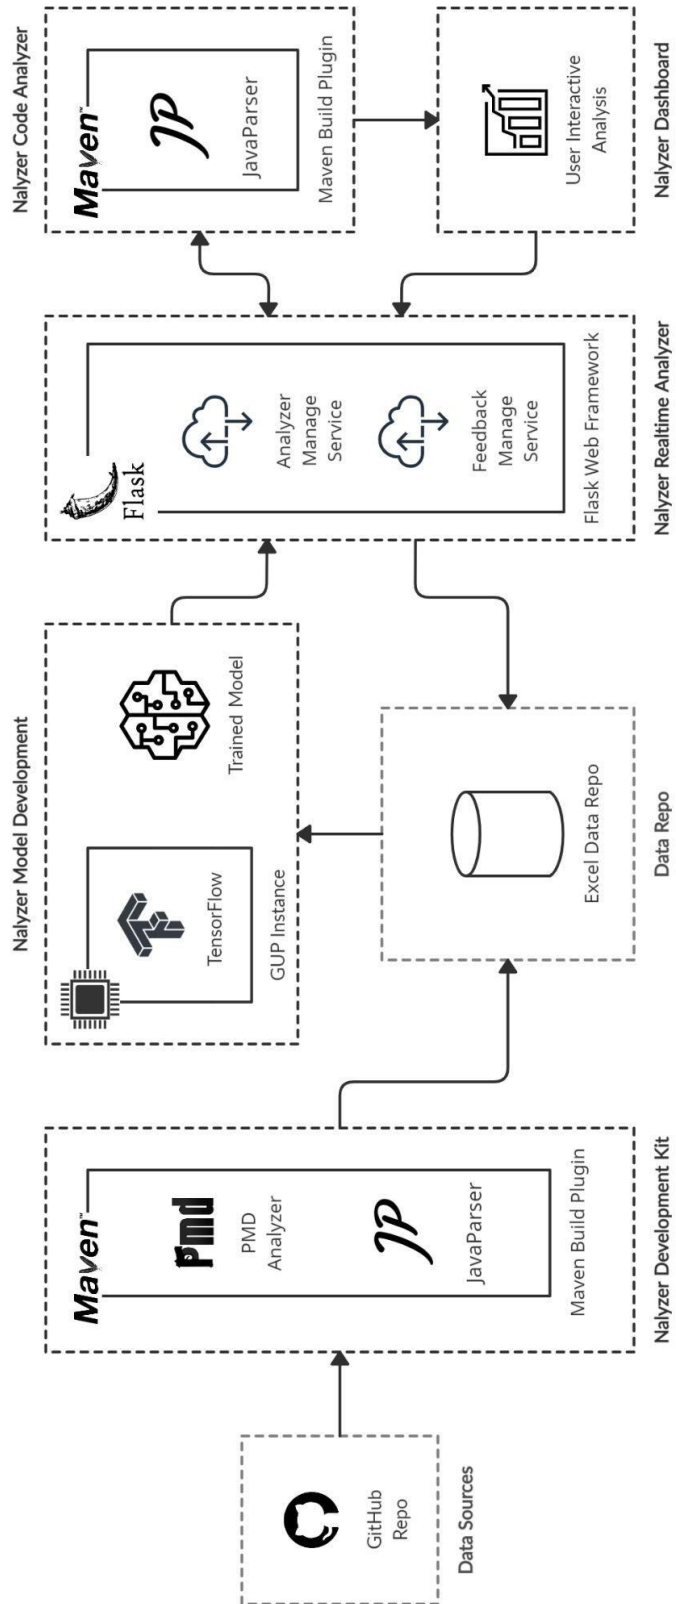 GitHub
Repo
Data Sources
Maven™
Pmd
PMD
Analyzer
JP
JavaParser
Maven Build Plugin
Nalyzer Development Kit
Nalyzer Model Development
TensorFlow
GUP Instance
Trained Model
Excel Data Repo
Data Repo
Flask
Analyzer
Manage
Service
Feedback
Manage
Service
Flask Web Framework
Nalyzer Realtime Analyzer
Nalyzer Code Analyzer
Maven™
JP
JavaParser
Maven Build Plugin
User Interactive
Analysis
Nalyzer Dashboard